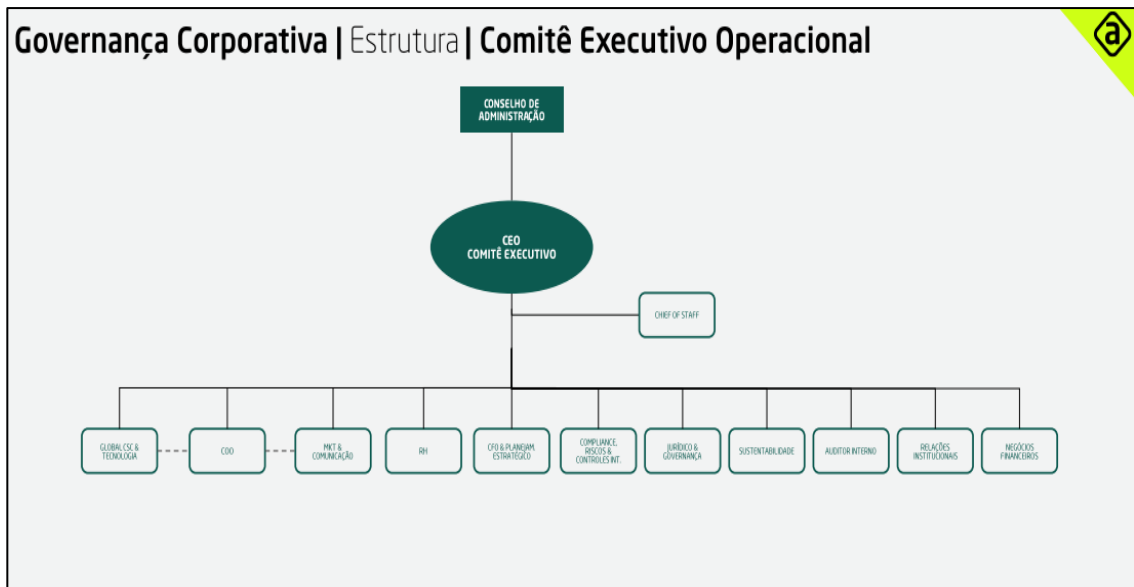 Governança Corporativa | Estrutura | Comitê Executivo Operacional
a
CONSELHO DE
ADMINISTRAÇÃO
CEO
COMITÊ EXECUTIVO
CHIEF OF STAFF
GLOBAL CSC &
TECNOLOGIA
CDO
MKT &
COMUNICAÇÃO
RH
CFO & PLANEJAM.
ESTRATÉGICO
COMPLIANCE,
RISCOS &
CONTROLES INT.
JURÍDICO &
GOVERNANÇA
SUSTENTABILIDADE
AUDITOR INTERNO
RELAÇÕES
INSTITUCIONAIS
NEGÓCIOS
FINANCEIROS